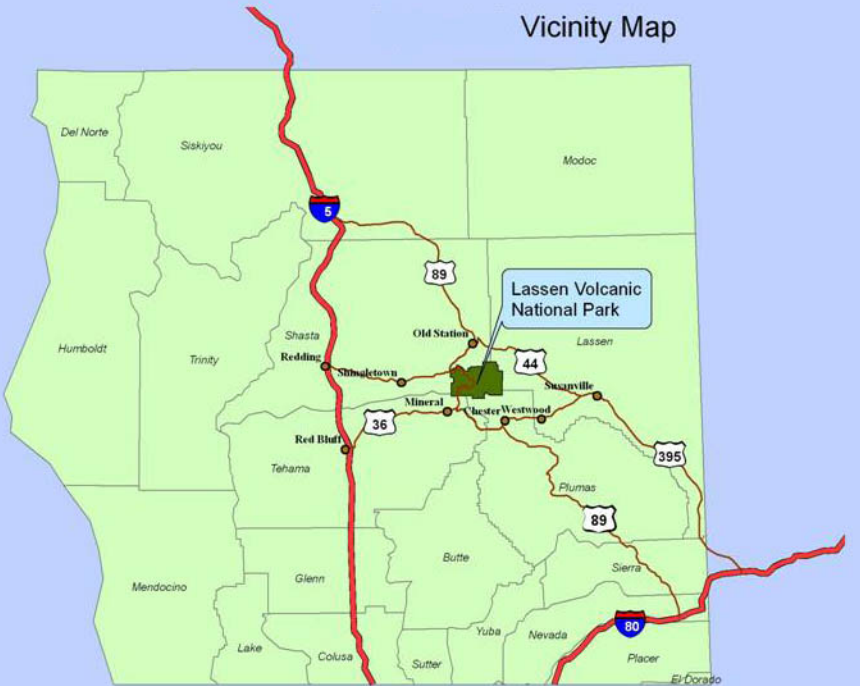 Vicinity Map
Del Norte
Siskiyou
Modoc
5
89
Lassen Volcanic
National Park
Humboldt
Trinity
Shasta
Old Station
Lassen
44
Redding
Shingletown
Susanville
Mineral
Chester
Westwood
36
Red Bluff
395
Tehama
Plumas
89
Butte
Mendocino
Glenn
Sierra
80
Lake
Colusa
Sutter
Yuba
Nevada
Placer
El Dorado